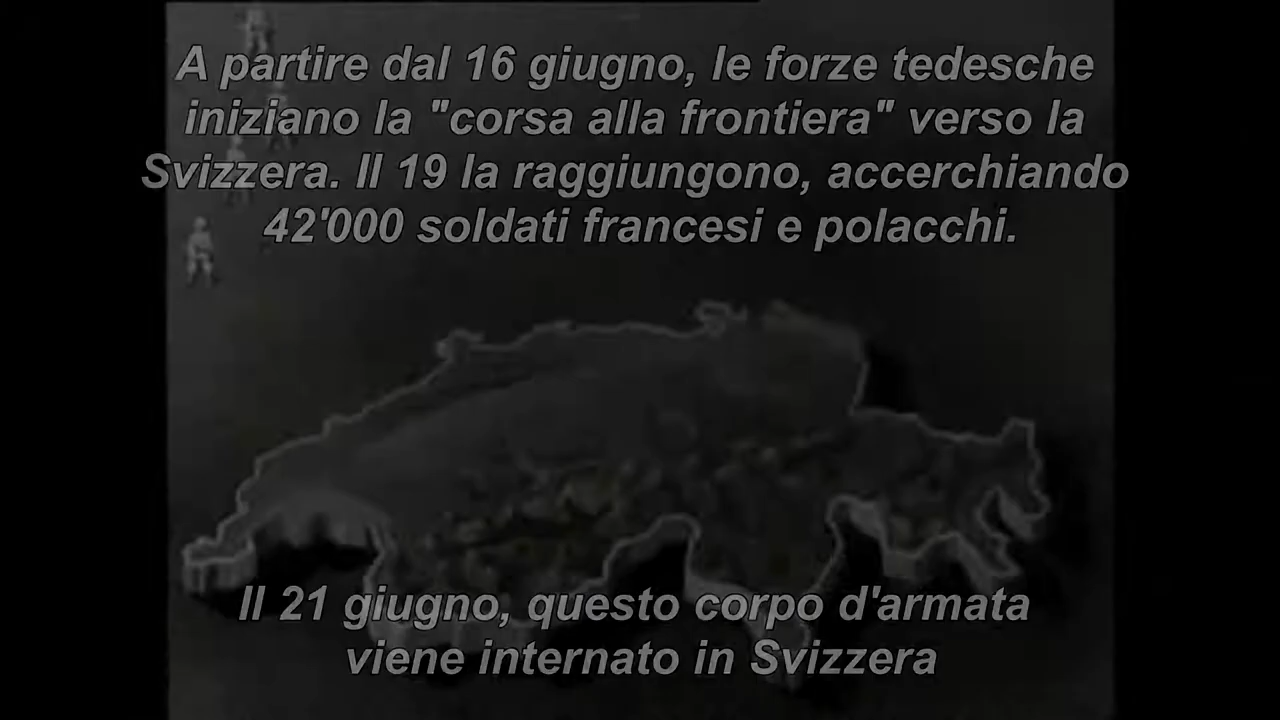 A partire dal 16 giugno, le forze tedesche
iniziano la "corsa alla frontiera" verso la
Svizzera. Il 19 la raggiungono, accerchiando
42'000 soldati francesi e polacchi.
Il 21 giugno, questo corpo d'armata
viene internato in Svizzera